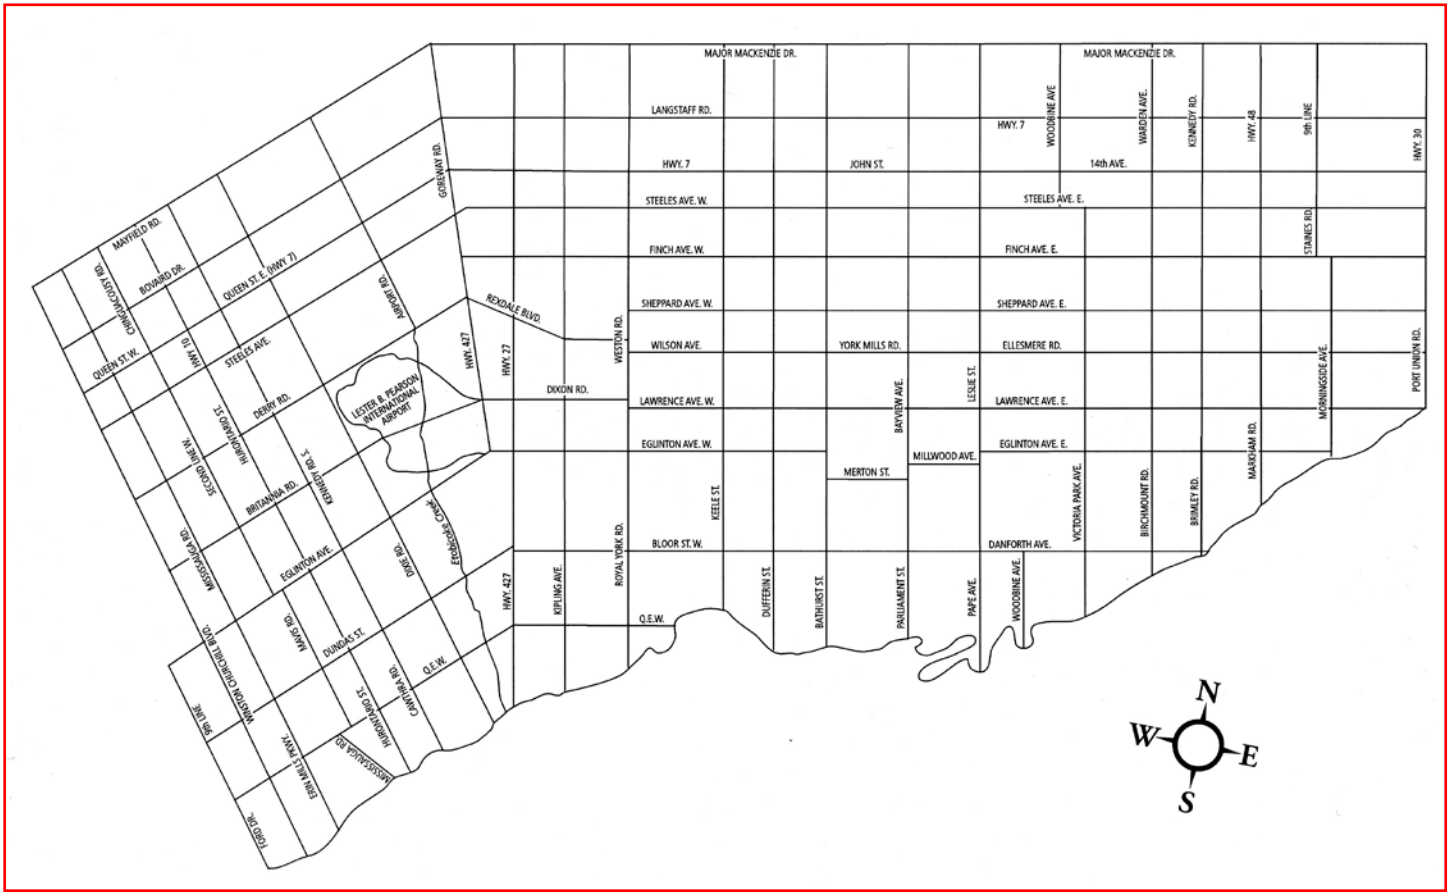 MAJOR MACKENZIE DR.
MAJOR MACKENZIE DR.
LANGSTAFF RD.
HWY. 7
WOODBINE AVE
WARDEN AVE.
KENNEDY RD.
HWY. 48
9th LINE
HWY. 30
GOREWAY RD.
HWY. 7
JOHN ST.
14th AVE.
STEELES AVE. W.
STEELES AVE. E.
MAYFIELD RD.
STAINES RD.
FINCH AVE. W.
FINCH AVE. E.
CHINGUACOUSY RD.
BOVAIRD DR.
QUEEN ST. E. (HWY 7)
AIRPORT RD.
REXDALE BLVD.
SHEPPARD AVE. W.
SHEPPARD AVE. E.
QUEEN ST. W.
HWY 10
STEELES AVE.
HWY. 427
HWY. 27
WESTON RD.
WILSON AVE.
YORK MILLS RD.
ELLESMERE RD.
MORNINGSIDE AVE.
PORT UNION RD.
LESTER B. PEARSON
INTERNATIONAL
AIRPORT
DIXON RD.
LAWRENCE AVE. W.
BAYVIEW AVE.
LESLIE ST.
LAWRENCE AVE. E.
SECOND LINE W.
HURONTARIO ST.
DERRY RD.
EGLINTON AVE. W.
EGLINTON AVE. E.
MARKHAM RD.
KENNEDY RD. S.
MILLWOOD AVE.
MERTON ST.
BRITANNIA RD.
KEELE ST.
VICTORIA PARK AVE.
BIRCHMOUNT RD.
BRIMLEY RD.
MISSISSAUGA RD.
EGLINTON AVE.
DIXIE RD.
Etobicoke Creek
ROYAL YORK RD.
BLOOR ST. W.
DANFORTH AVE.
HWY. 427
KIPLING AVE.
DUFFERIN ST.
BATHURST ST.
PARLIAMENT ST.
PAPE AVE.
WOODBINE AVE.
Q.E.W.
WINSTON CHURCHILL BLVD.
MAVIS RD.
DUNDAS ST.
Q.E.W.
CAWTHRA RD.
HURONTARIO ST.
9th LINE
ERIN MILLS PKWY.
MISSISSAUGA RD.
FORD DR.
N
W
E
S